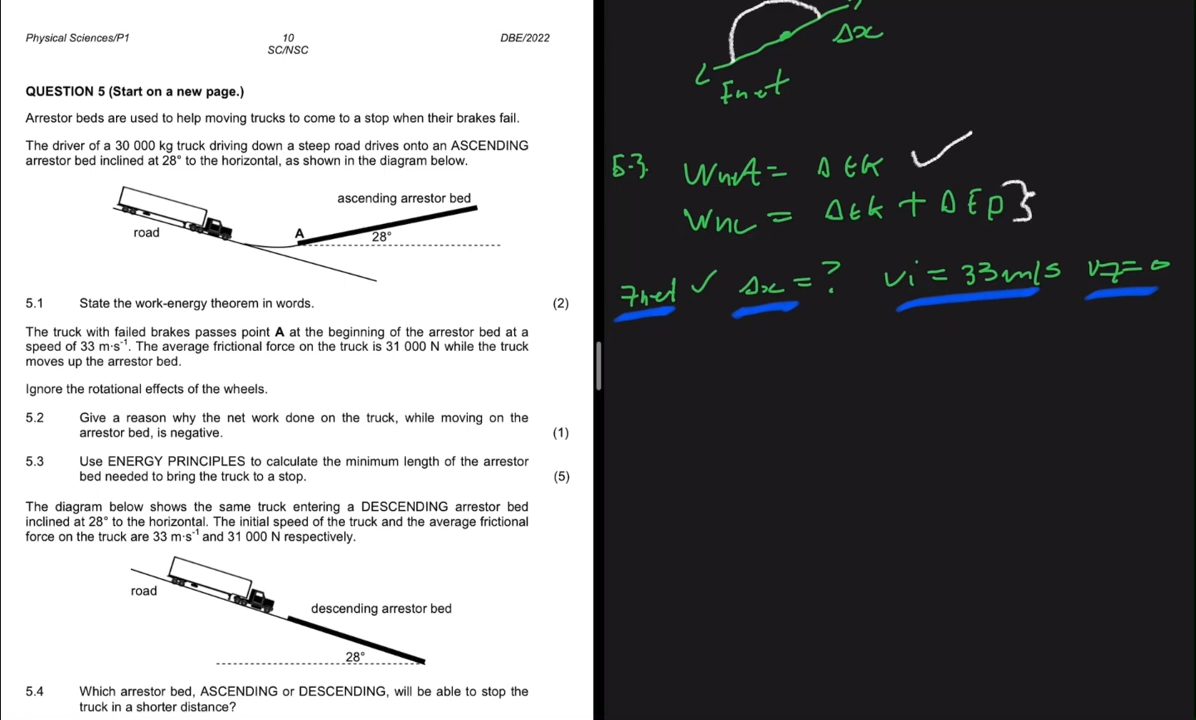 Physical Sciences/P1 10 DBE/2022
SC/NSC
QUESTION 5 (Start on a new page.)
Arrestor beds are used to help moving trucks to come to a stop when their brakes fail.
The driver of a 30 000 kg truck driving down a steep road drives onto an ASCENDING
arrestor bed inclined at 28° to the horizontal, as shown in the diagram below.
ascending arrestor bed
road
A
28°
5.1 State the work-energy theorem in words. (2)
The truck with failed brakes passes point A at the beginning of the arrestor bed at a
speed of 33 m·s⁻¹. The average frictional force on the truck is 31 000 N while the truck
moves up the arrestor bed.
Ignore the rotational effects of the wheels.
5.2 Give a reason why the net work done on the truck, while moving on the
arrestor bed, is negative. (1)
5.3 Use ENERGY PRINCIPLES to calculate the minimum length of the arrestor
bed needed to bring the truck to a stop. (5)
The diagram below shows the same truck entering a DESCENDING arrestor bed
inclined at 28° to the horizontal. The initial speed of the truck and the average frictional
force on the truck are 33 m·s⁻¹ and 31 000 N respectively.
road
descending arrestor bed
28°
5.4 Which arrestor bed, ASCENDING or DESCENDING, will be able to stop the
truck in a shorter distance?
Δx
Fnet
5.3. Wnet = ΔEk ✓
Wnc = ΔEk + ΔEp}
Fnet ✓ Δx = ? vi = 33m/s vf = 0